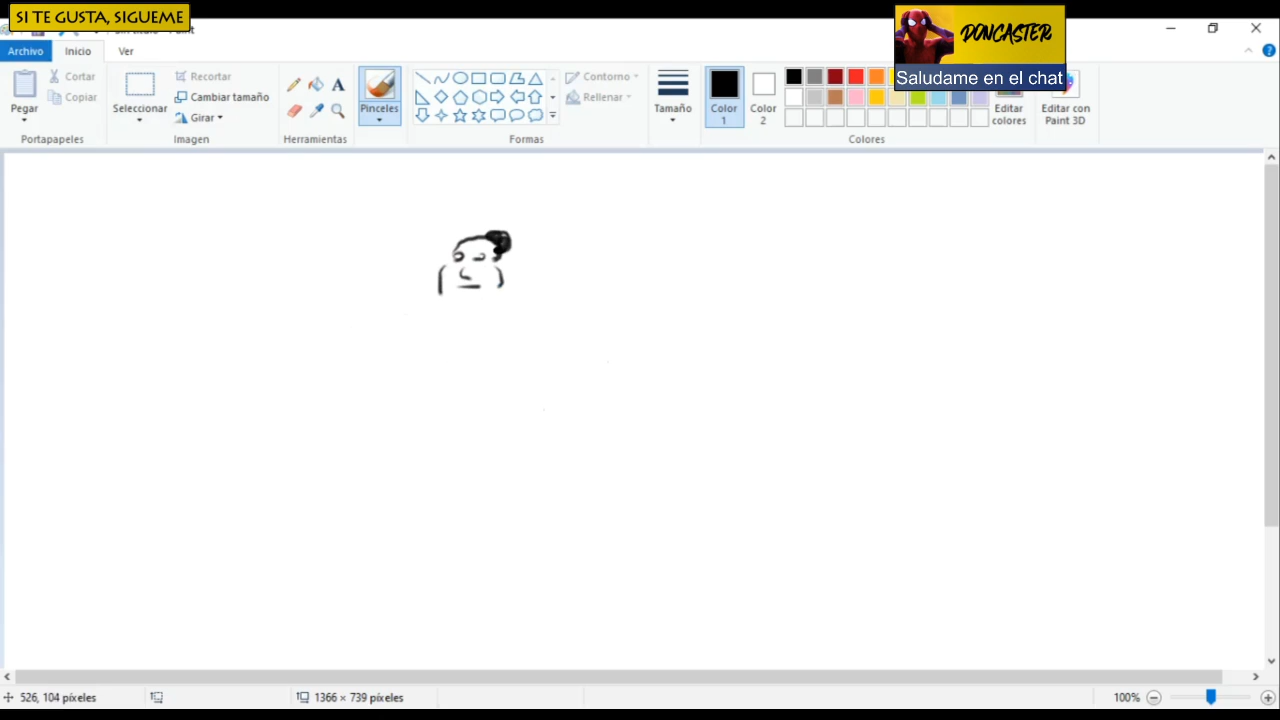 SI TE GUSTA, SIGUEME
DONCASTER
Saludame en el chat
Archivo
Inicio
Ver
Pegar
Cortar
Copiar
Portapapeles
Seleccionar
Recortar
Cambiar tamaño
Girar
Imagen
A
Herramientas
Pinceles
Contorno
Rellenar
Formas
Tamaño
Color
1
Color
2
Editar
colores
Editar con
Paint 3D
Colores
526, 104 píxeles
1366 × 739 píxeles
100%